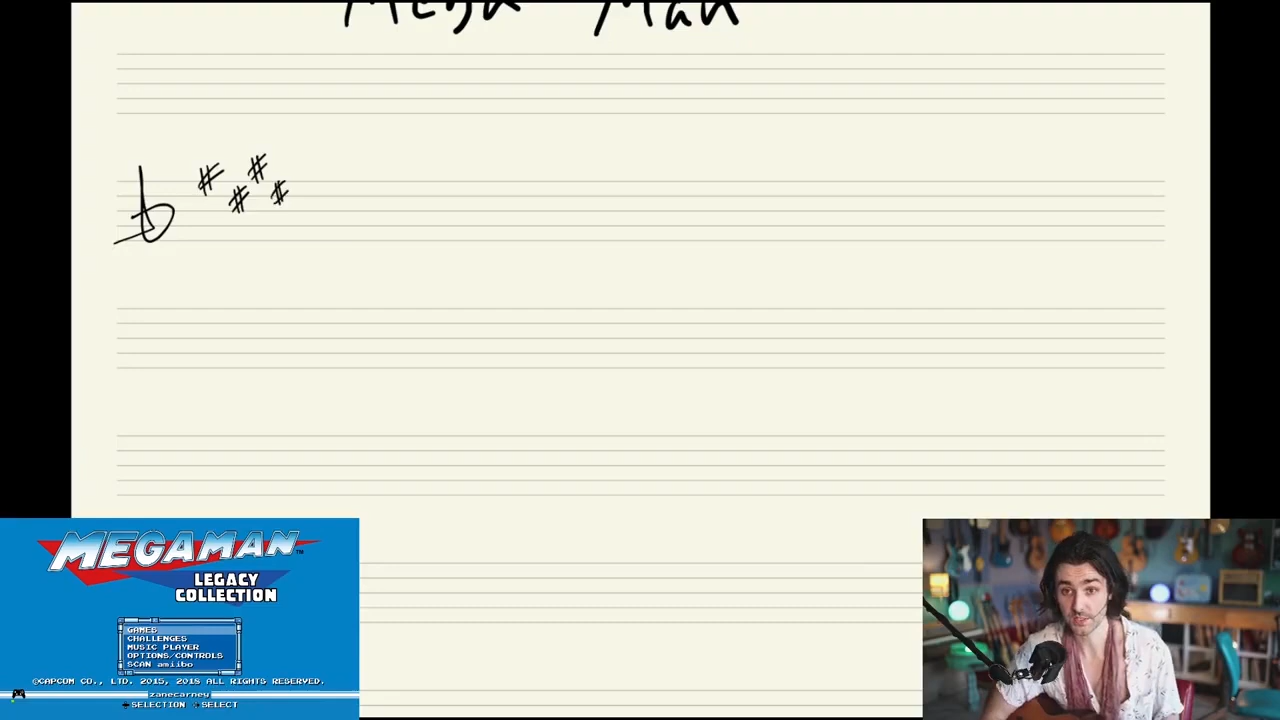 Mega Man
MEGAMAN™
LEGACY
COLLECTION
GAMES
CHALLENGES
MUSIC PLAYER
OPTIONS/CONTROLS
SCAN amiibo
©CAPCOM CO., LTD. 2015, 2018 ALL RIGHTS RESERVED.
zanecarney
SELECTION SELECT